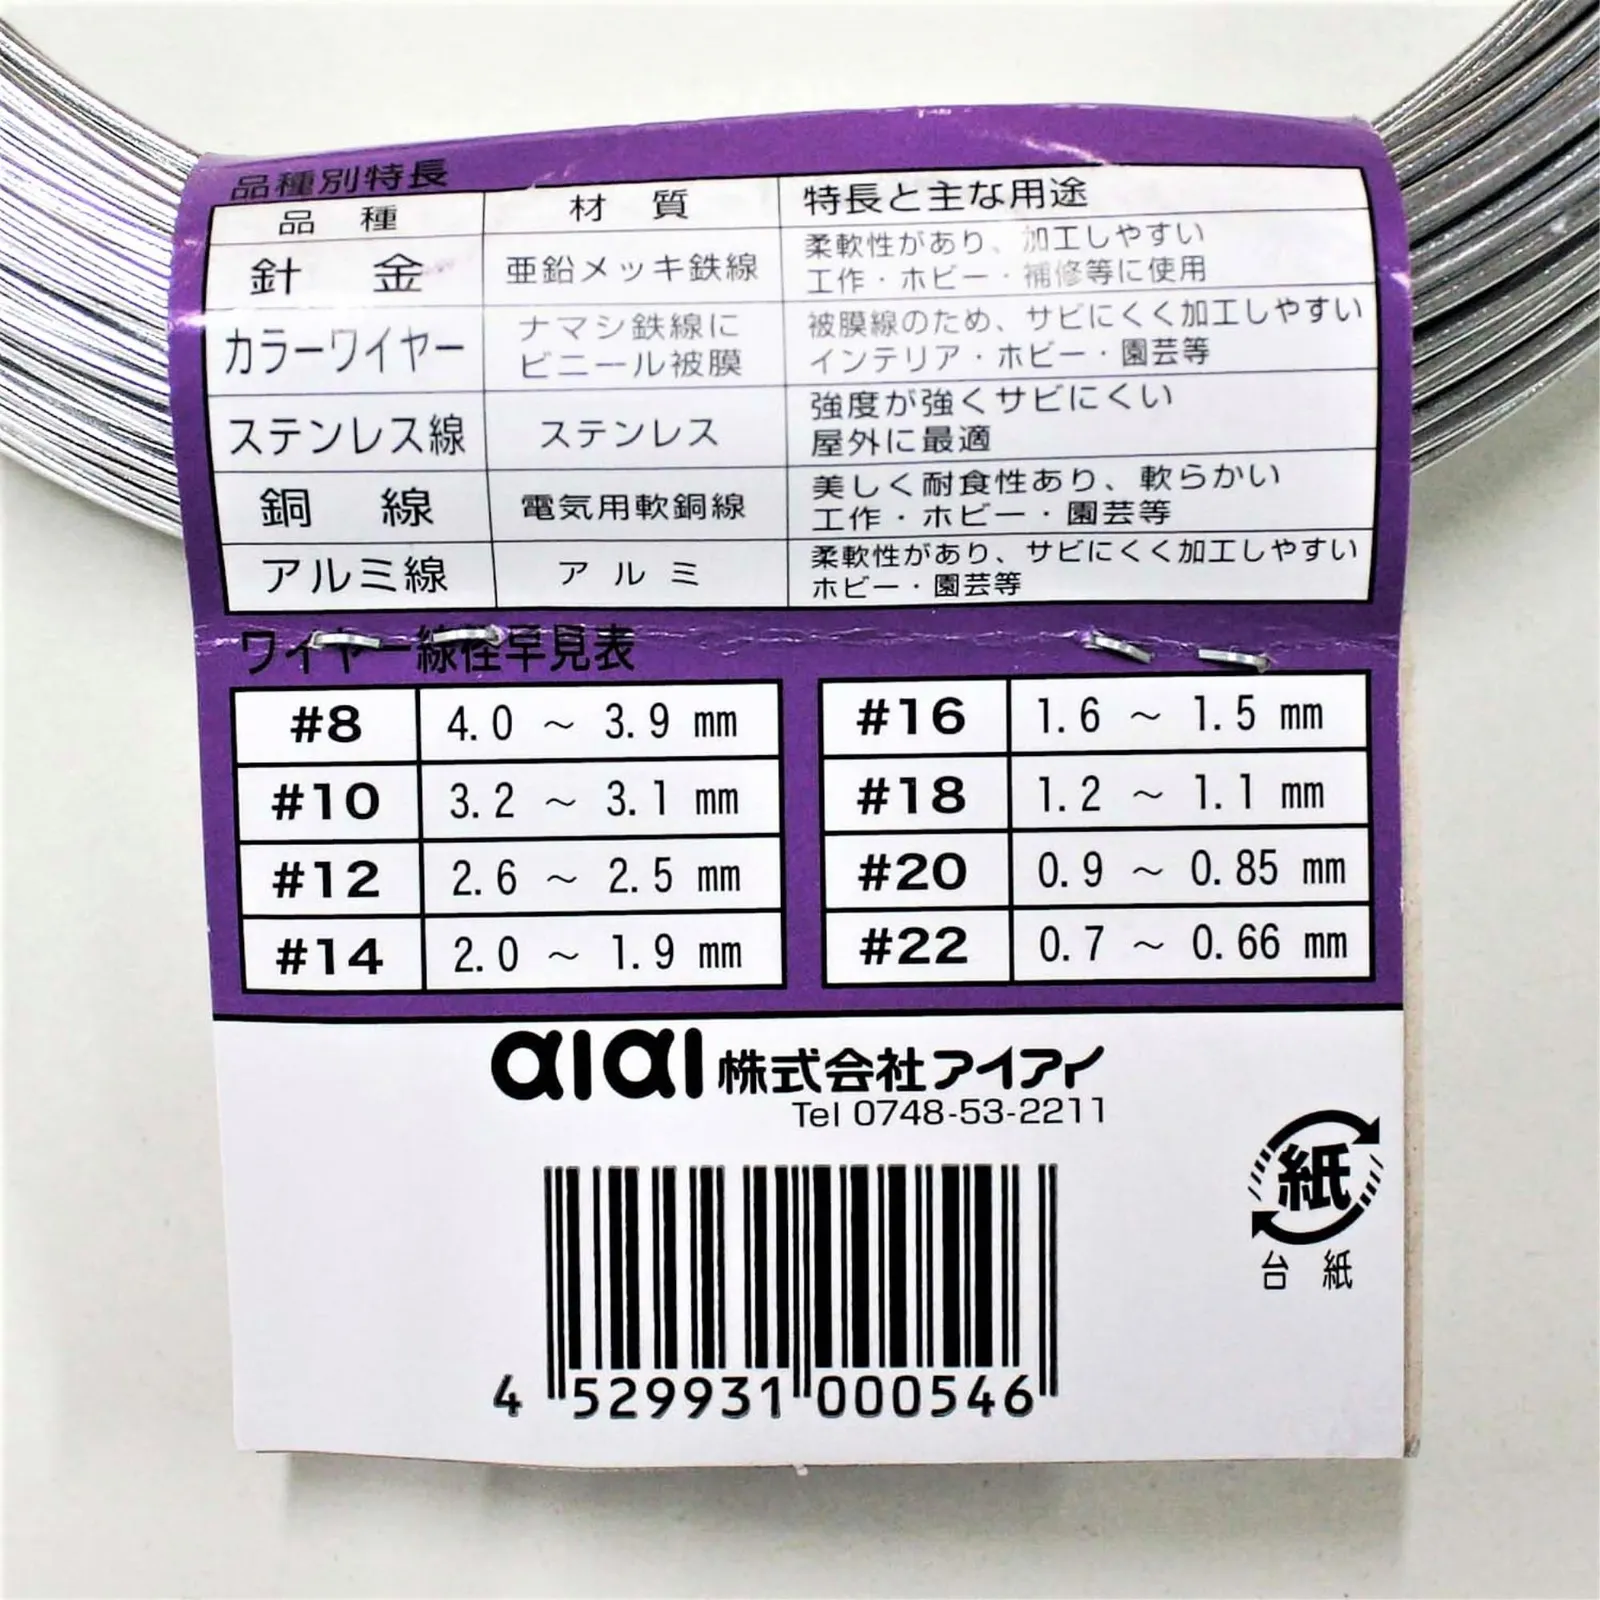 品種別特長
品種 材質 特長と主な用途
針金 亜鉛メッキ鉄線 柔軟性があり、加工しやすい
工作・ホビー・補修等に使用
カラーワイヤー ナマシ鉄線に
ビニール被膜 被膜線のため、サビにくく加工しやすい
インテリア・ホビー・園芸等
ステンレス線 ステンレス 強度が強くサビにくい
屋外に最適
銅線 電気用軟銅線 美しく耐食性あり、軟らかい
工作・ホビー・園芸等
アルミ線 アルミ 柔軟性があり、サビにくく加工しやすい
ホビー・園芸等
ワイヤー線径早見表
#8 4.0 ～ 3.9 mm
#10 3.2 ～ 3.1 mm
#12 2.6 ～ 2.5 mm
#14 2.0 ～ 1.9 mm
#16 1.6 ～ 1.5 mm
#18 1.2 ～ 1.1 mm
#20 0.9 ～ 0.85 mm
#22 0.7 ～ 0.66 mm
aiai 株式会社アイアイ
Tel 0748-53-2211
紙
台紙
4 529931 000546